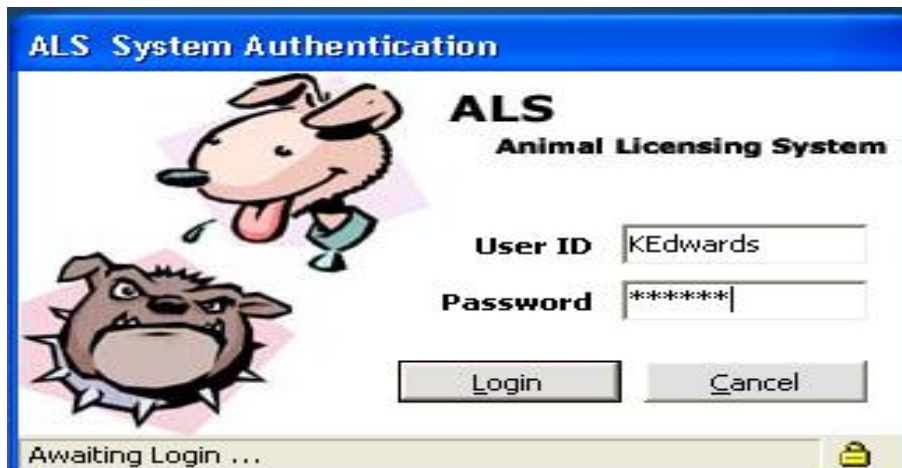 ALS System Authentication
ALS
Animal Licensing System
User ID KEdwards
Password ******
Login Cancel
Awaiting Login ...